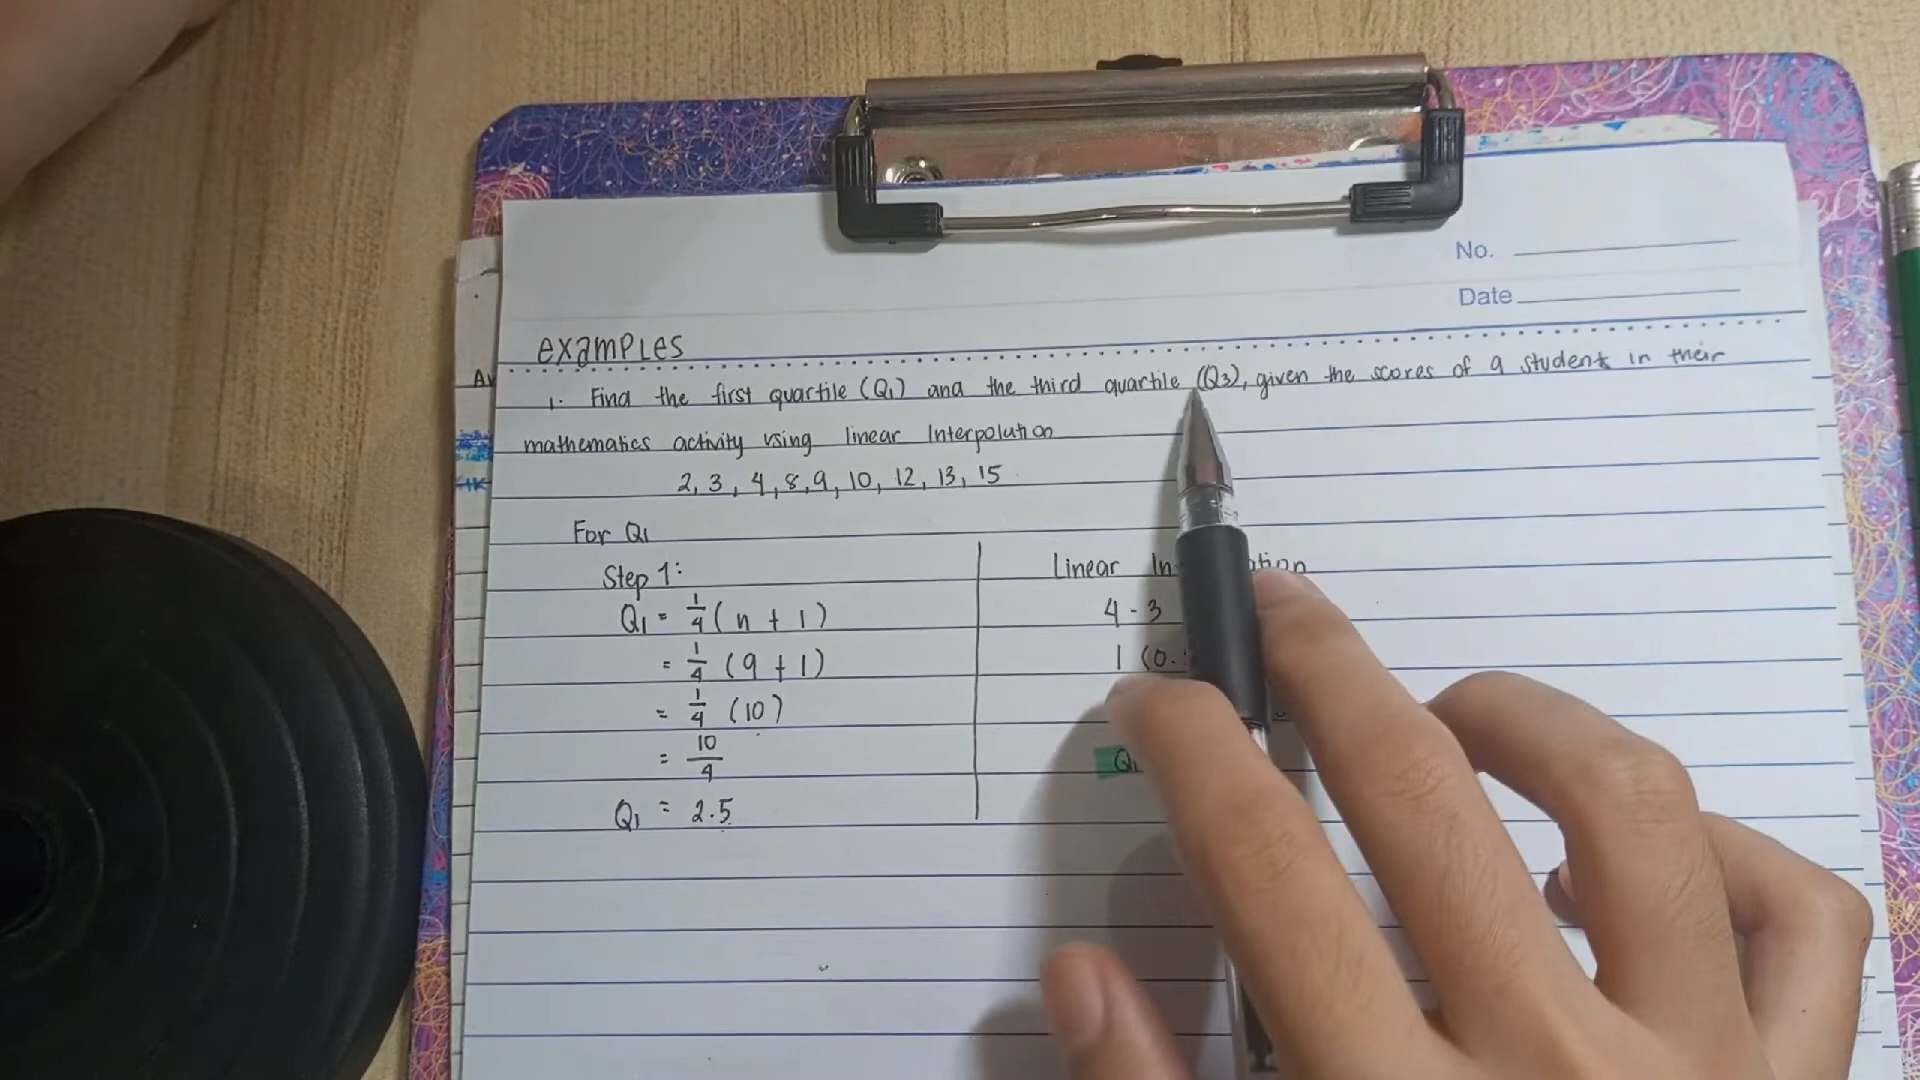 No.
Date
examples
1. Find the first quartile (Q1) and the third quartile (Q3), given the scores of 9 students in their
mathematics activity using linear Interpolation
2, 3, 4, 8, 9, 10, 12, 13, 15
For Q1
Step 1:
Q1 = 1/4 (n + 1)
= 1/4 (9 + 1)
= 1/4 (10)
= 10/4
Q1 = 2.5
Linear
4 - 3
1 (0.
Q1